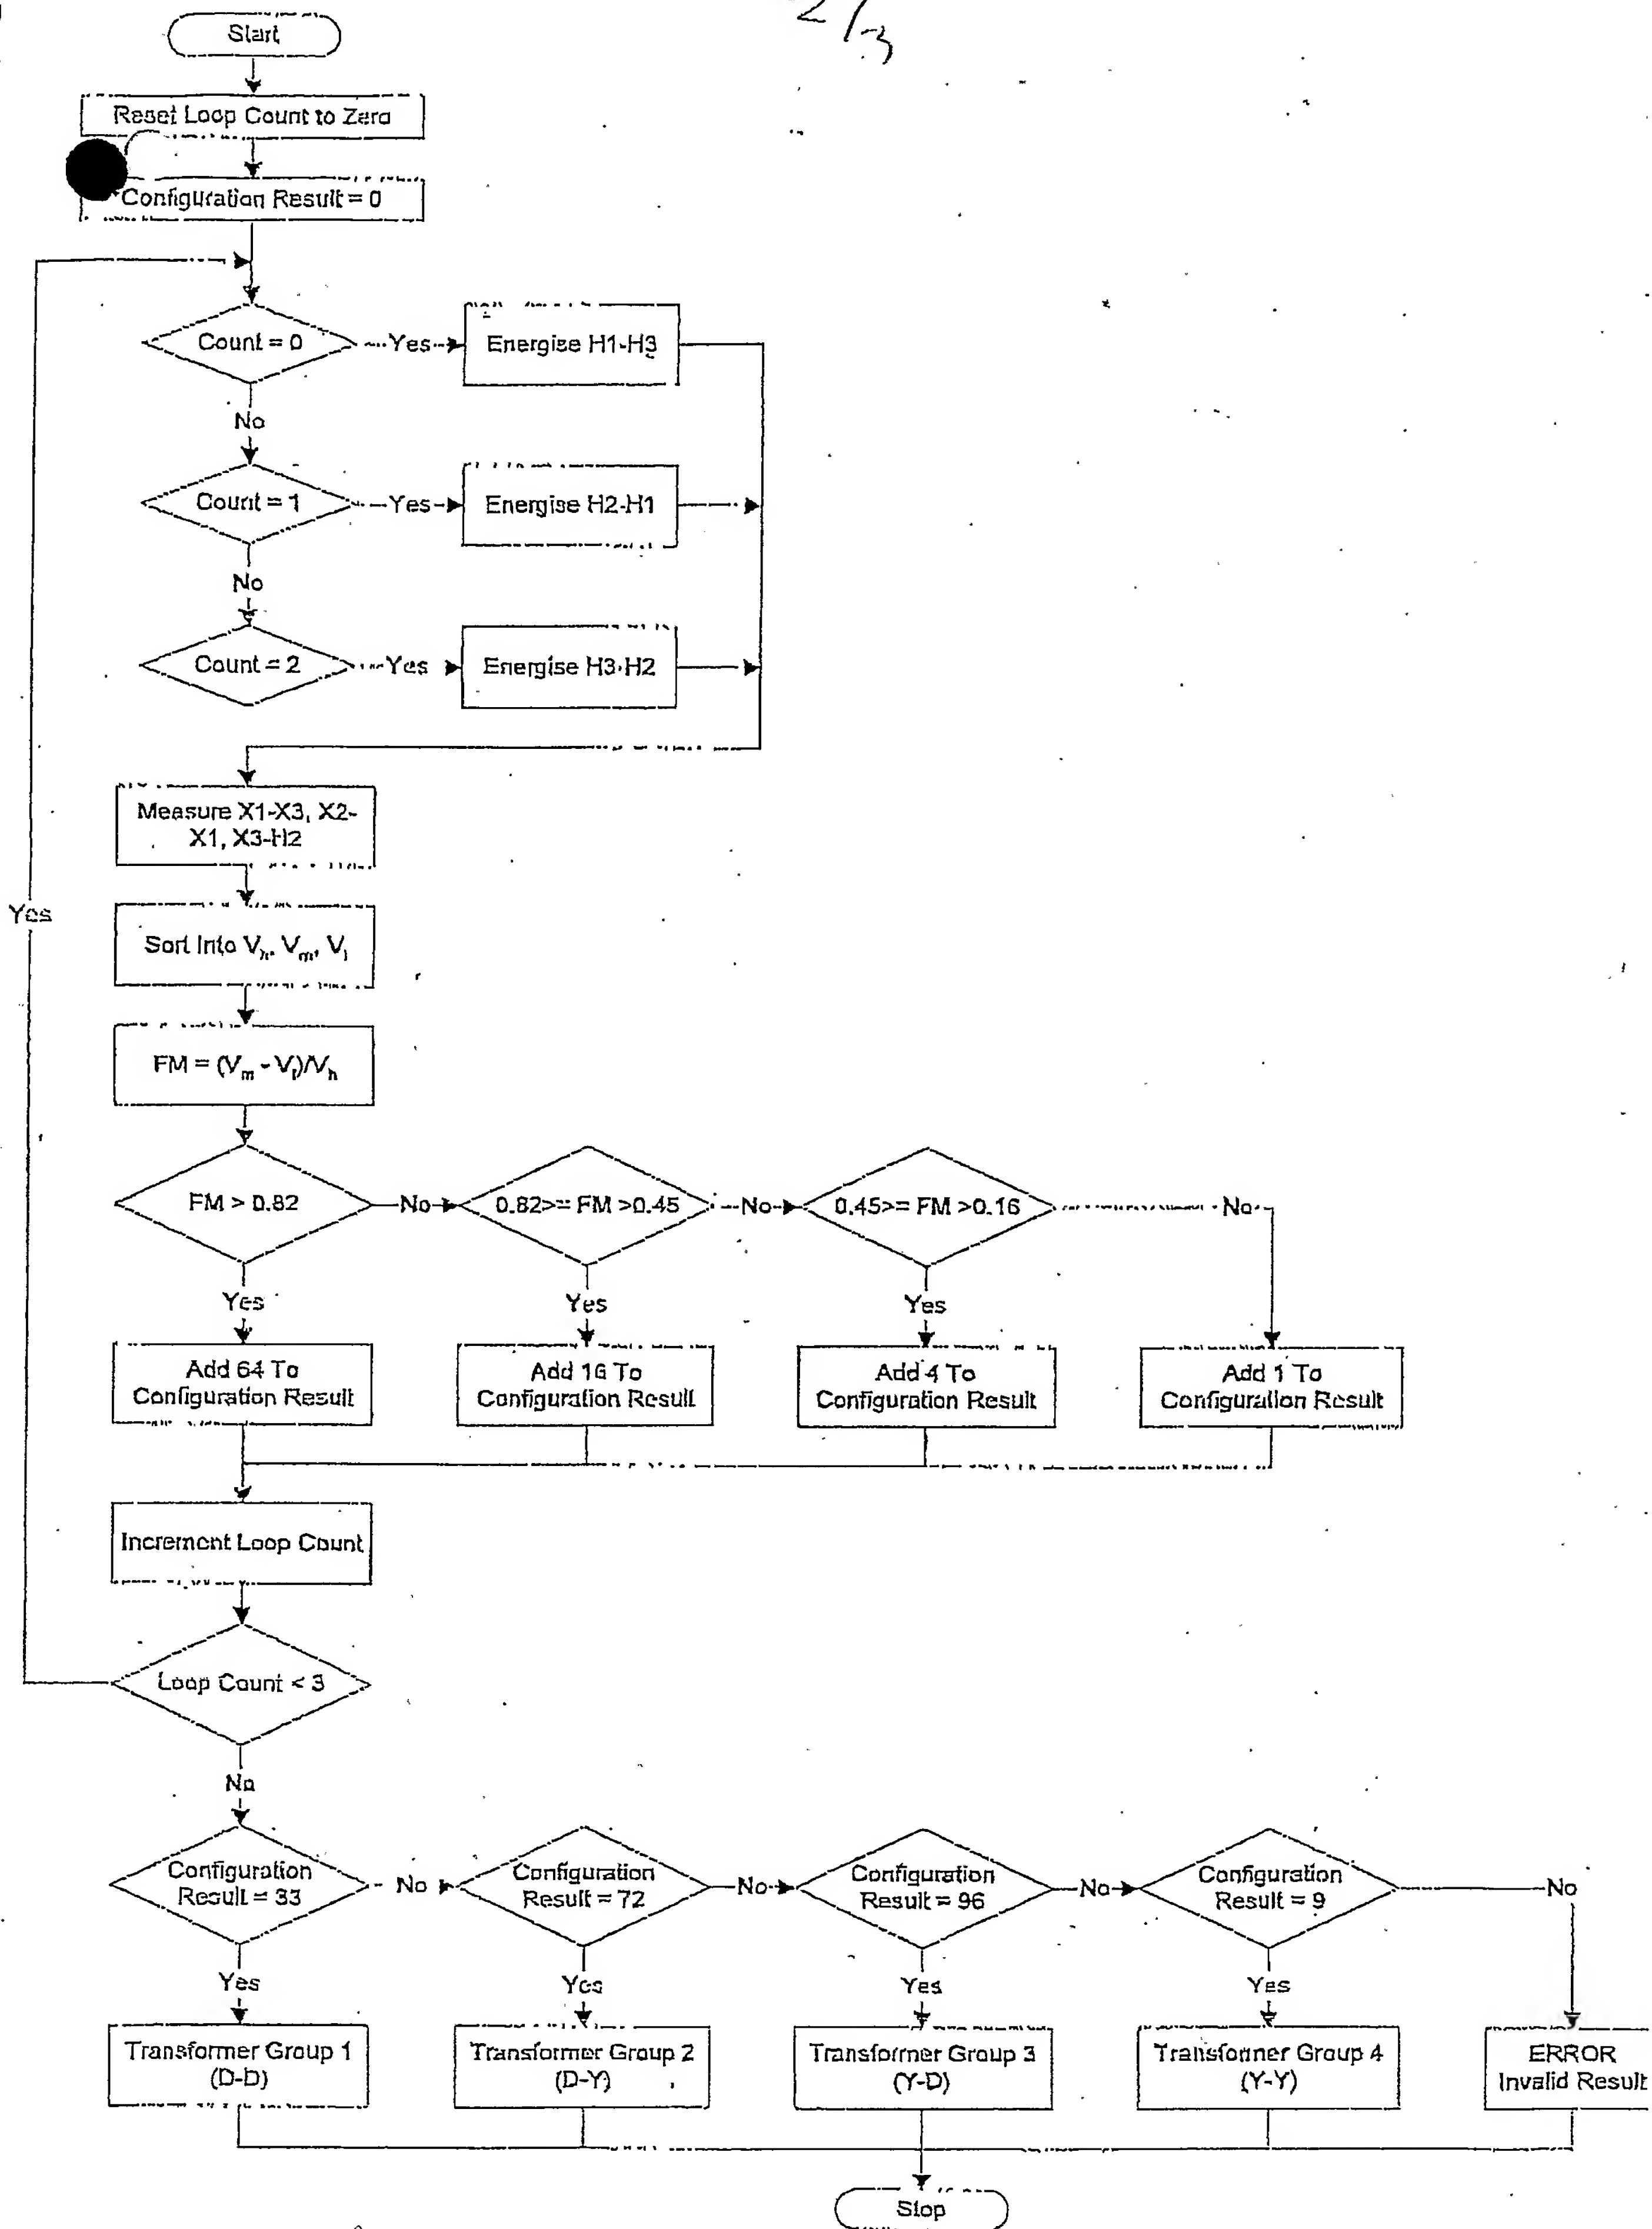 2/3
Start
Reset Loop Count to Zero
Configuration Result = 0
Count = 0
Yes
Energise H1-H3
No
Count = 1
Yes
Energise H2-H1
No
Count = 2
Yes
Energise H3-H2
Measure X1-X3, X2-
X1, X3-H2
Yes
Sort Into Vh, Vm, Vl
FM = (Vm - Vl)/Vh
FM > 0.82
No
0.82>= FM >0.45
No
0.45>= FM >0.16
No
Yes
Yes
Yes
Add 64 To
Configuration Result
Add 16 To
Configuration Result
Add 4 To
Configuration Result
Add 1 To
Configuration Result
Increment Loop Count
Loop Count < 3
No
Configuration
Result = 33
No
Configuration
Result = 72
No
Configuration
Result = 96
No
Configuration
Result = 9
No
Yes
Yes
Yes
Yes
Transformer Group 1
(D-D)
Transformer Group 2
(D-Y)
Transformer Group 3
(Y-D)
Transformer Group 4
(Y-Y)
ERROR
Invalid Result
Stop